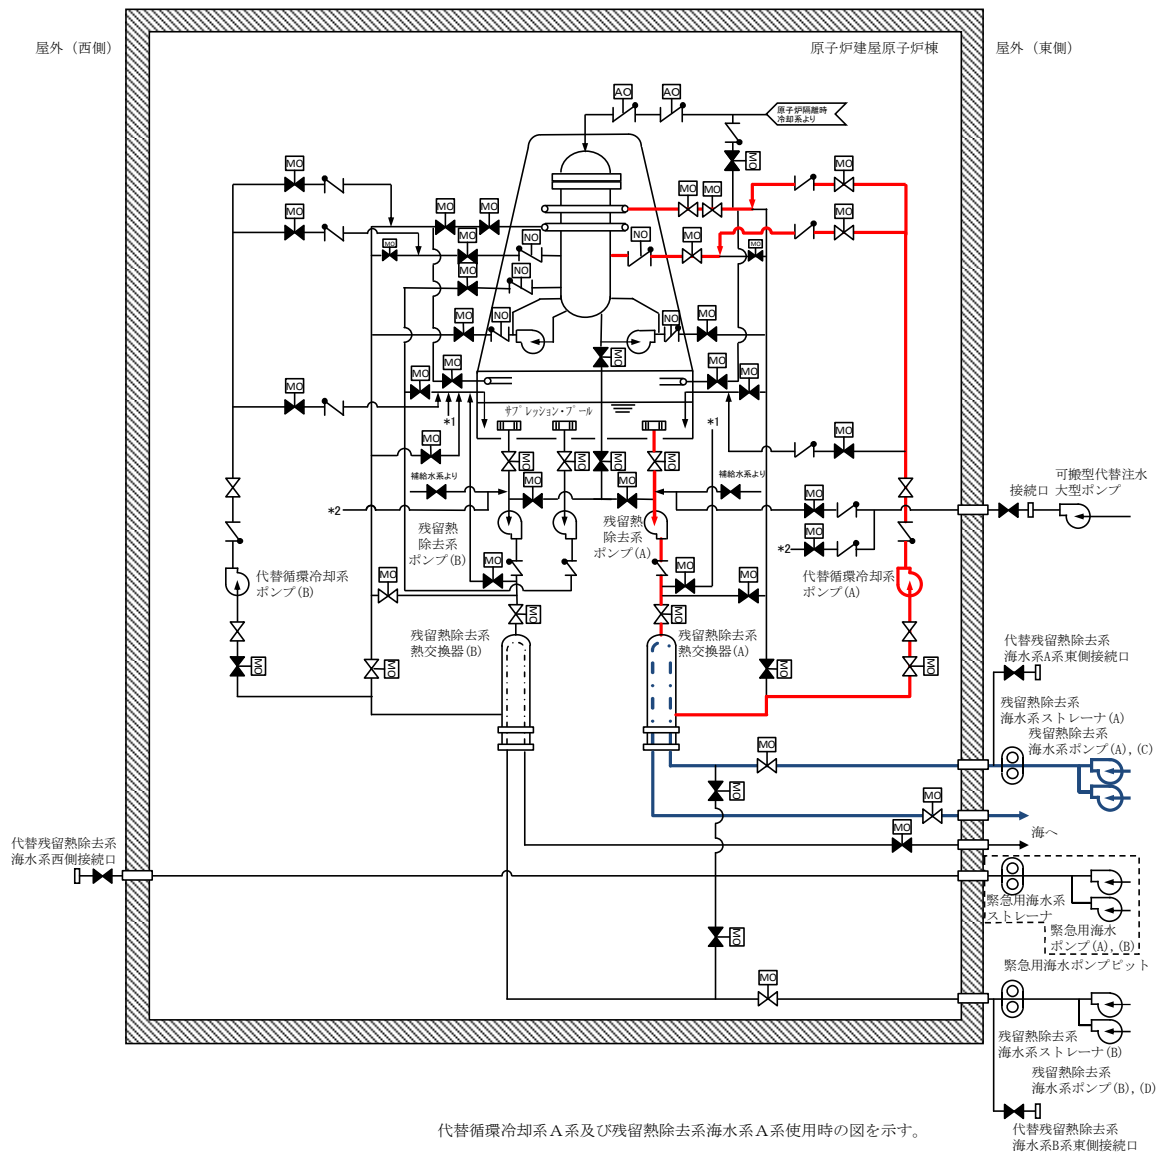 屋外（西側）
原子炉建屋原子炉棟
屋外（東側）
AO
AO
原子炉隔離時
冷却系より
MO
MO
MO
MO
MO
MO
MO
MO
MO
MO
MO
NO
NO
MO
MO
MO
MO
MO
NO
MO
NO
NO
MO
MO
MO
MO
MO
MO
MO
MO
*1
サプレッション・プール
*1
MO
MO
MO
MO
MO
MO
補給水系より
補給水系より
MO
MO
MO
*2
MO
*2
接続口
可搬型代替注水
大型ポンプ
残留熱
除去系
ポンプ(B)
残留熱
除去系
ポンプ(A)
代替循環冷却系
ポンプ(B)
MO
MO
MO
MO
代替循環冷却系
ポンプ(A)
MO
MO
残留熱除去系
熱交換器(B)
残留熱除去系
熱交換器(A)
MO
MO
MO
MO
代替残留熱除去系
海水系A系東側接続口
残留熱除去系
海水系ストレーナ(A)
残留熱除去系
海水系ポンプ(A),(C)
MO
MO
MO
MO
海へ
代替残留熱除去系
海水系西側接続口
緊急用海水系
ストレーナ
緊急用海水
ポンプ(A),(B)
緊急用海水ポンプピット
MO
MO
残留熱除去系
海水系ストレーナ(B)
残留熱除去系
海水系ポンプ(B),(D)
代替残留熱除去系
海水系B系東側接続口
代替循環冷却系Ａ系及び残留熱除去系海水系Ａ系使用時の図を示す。